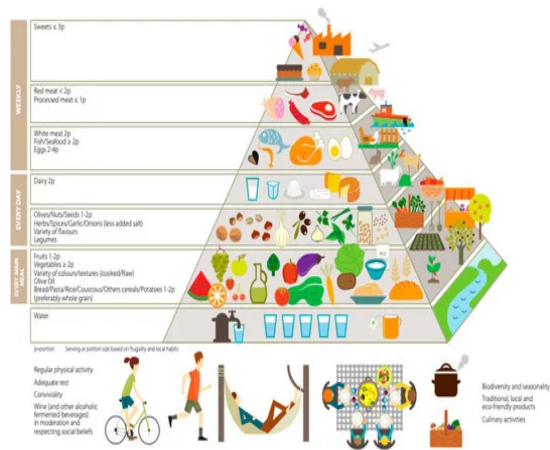 WEEKLY
Sweets ≤ 3p
Red meat < 2p
Processed meat ≤ 1p
White meat 2p
Fish/Seafood ≥ 2p
Eggs 2-4p
EVERY DAY
Dairy 2p
Olives/Nuts/Seeds 1-2p
Herbs/Spices/Garlic/Onions (less added salt)
Variety of flavours
Legumes
EVERY MAIN
MEAL
Fruits 1-2p
Vegetables ≥ 2p
Variety of colours/textures (cooked/Raw)
Olive Oil
Bread/Pasta/Rice/Couscous/Others cereals/Potatoes 1-2p
(preferably whole grain)
Water
p=portion Serving or portion size based on frugality and local habits
Regular physical activity
Adequate rest
Conviviality
Wine (and other alcoholic
fermented beverages)
in moderation and
respecting social beliefs
Biodiversity and seasonality
Traditional, local and
eco-friendly products
Culinary activities